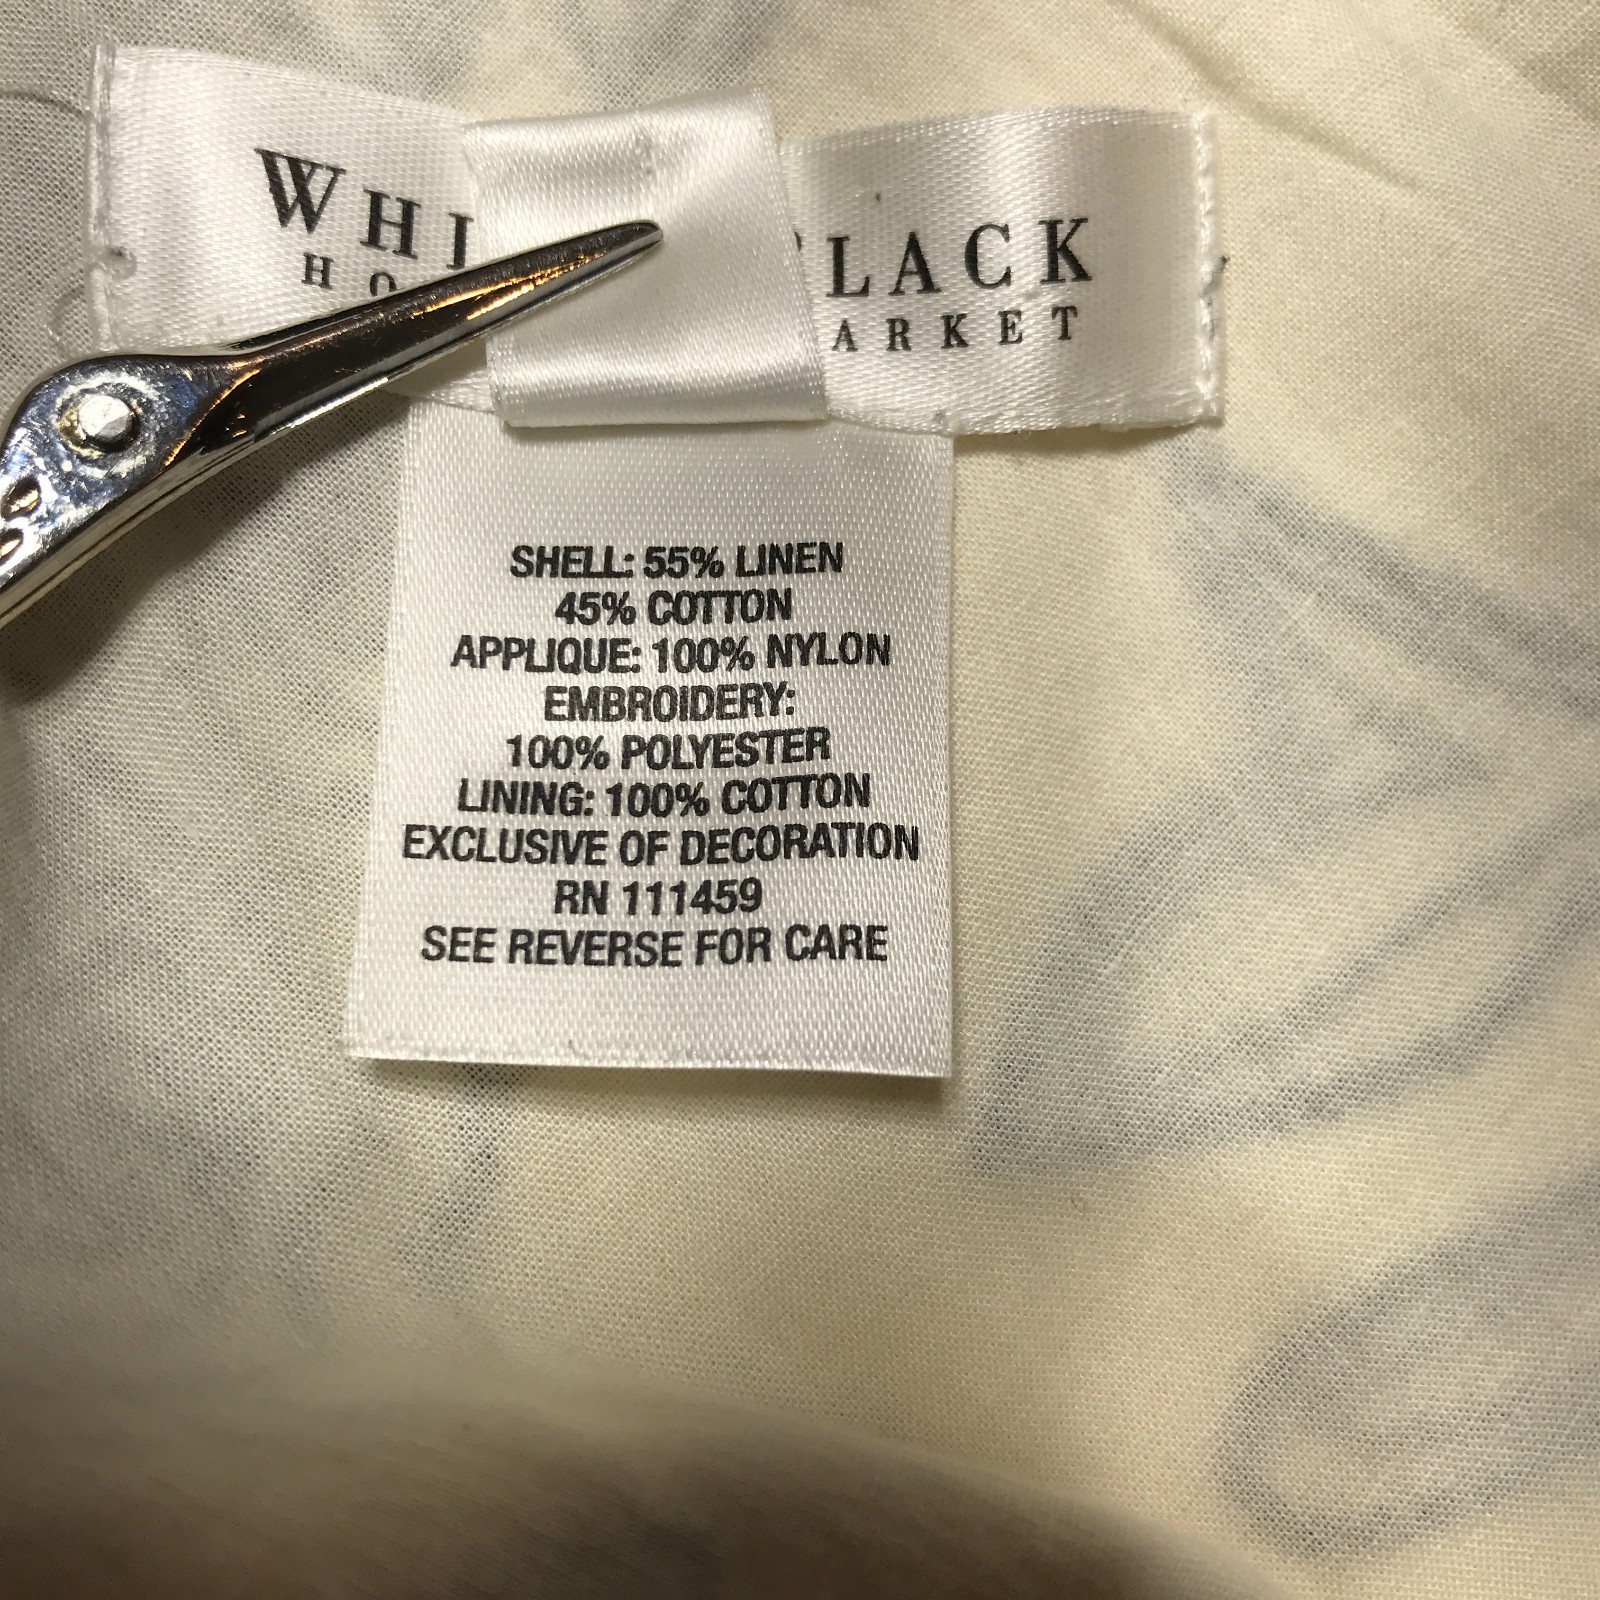 WHI LACK
HO ARKET
SHELL: 55% LINEN
45% COTTON
APPLIQUE: 100% NYLON
EMBROIDERY:
100% POLYESTER
LINING: 100% COTTON
EXCLUSIVE OF DECORATION
RN 111459
SEE REVERSE FOR CARE